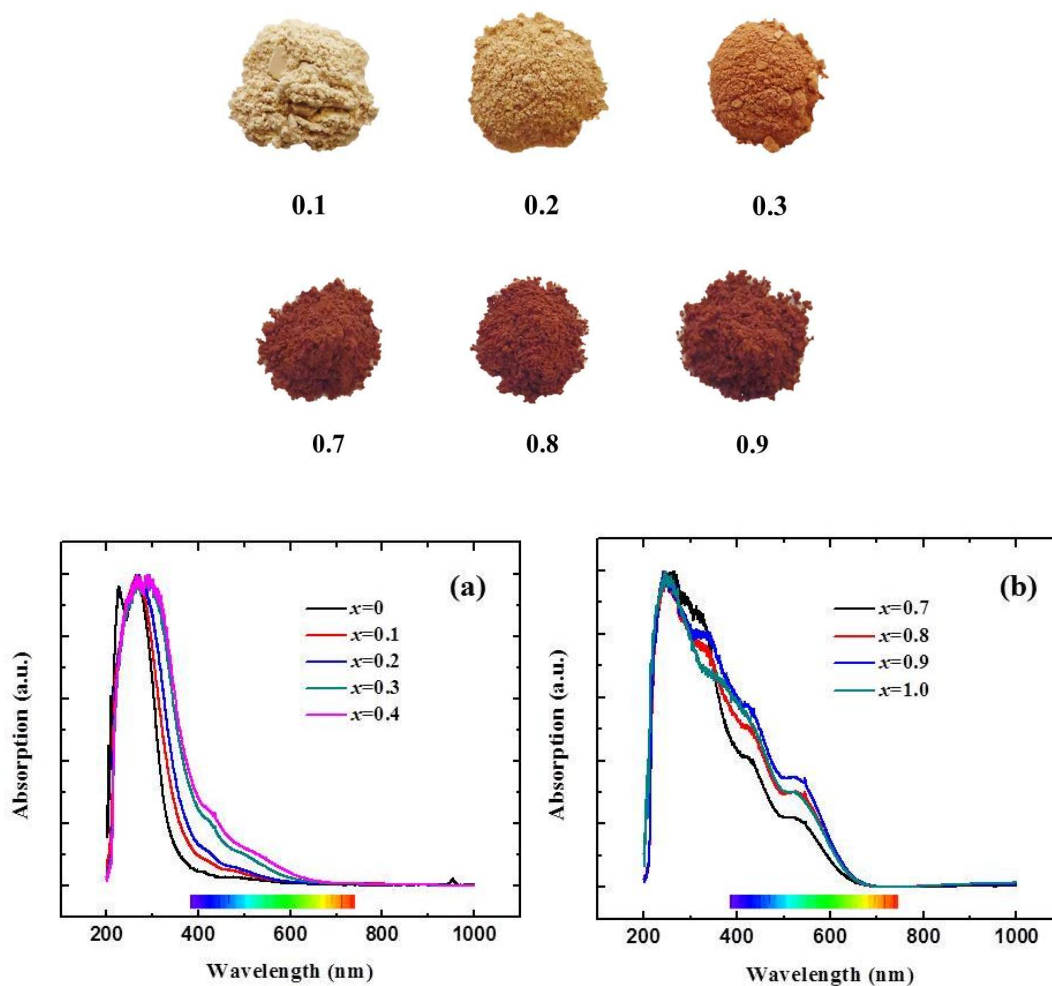 0.1 0.2 0.3
0.7 0.8 0.9
(a)
x=0
x=0.1
x=0.2
x=0.3
x=0.4
Absorption (a.u.)
200 400 600 800 1000
Wavelength (nm)
(b)
x=0.7
x=0.8
x=0.9
x=1.0
Absorption (a.u.)
200 400 600 800 1000
Wavelength (nm)